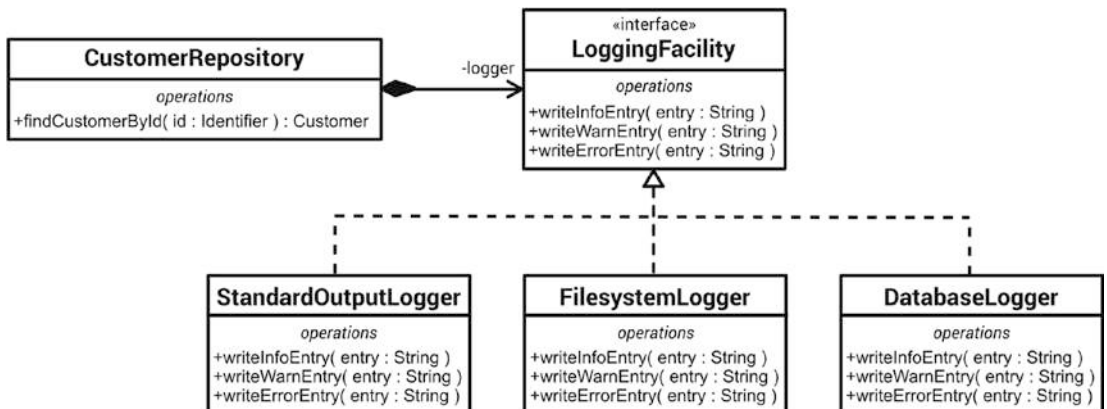 CustomerRepository
operations
+findCustomerById( id : Identifier ) : Customer
-logger
«interface»
LoggingFacility
operations
+writeInfoEntry( entry : String )
+writeWarnEntry( entry : String )
+writeErrorEntry( entry : String )
StandardOutputLogger
operations
+writeInfoEntry( entry : String )
+writeWarnEntry( entry : String )
+writeErrorEntry( entry : String )
FilesystemLogger
operations
+writeInfoEntry( entry : String )
+writeWarnEntry( entry : String )
+writeErrorEntry( entry : String )
DatabaseLogger
operations
+writeInfoEntry( entry : String )
+writeWarnEntry( entry : String )
+writeErrorEntry( entry : String )